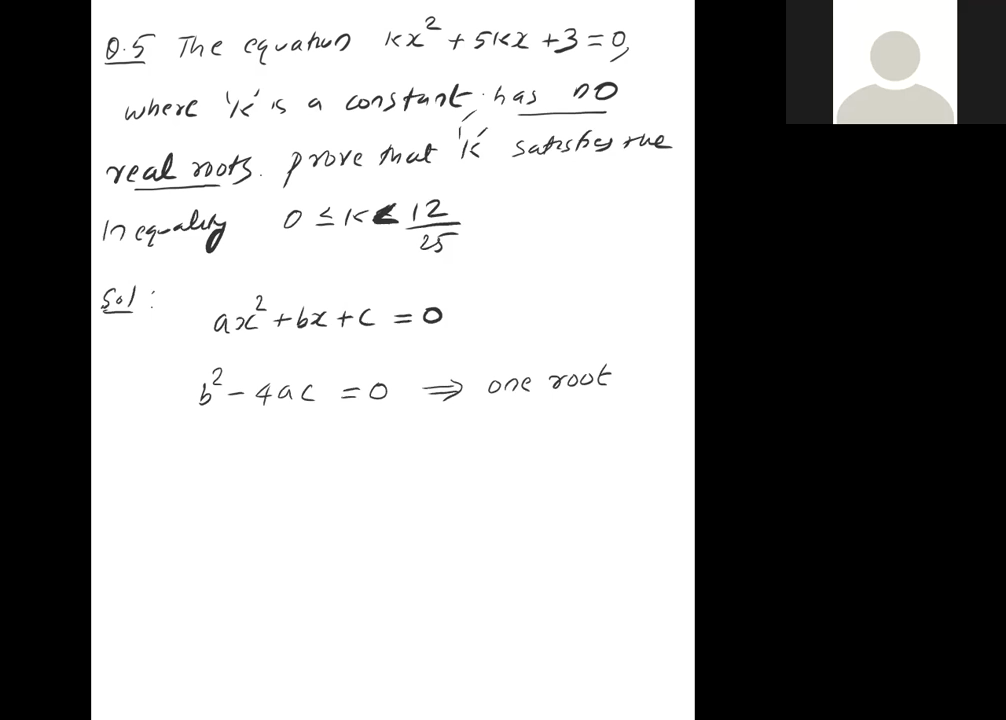 Q.5 The equation kx² + 5kx + 3 = 0,
where 'k' is a constant, has no
real roots. prove that 'k' satisfies the
Inequality 0 ≤ k < 12/25
Sol :
ax² + bx + c = 0
b² - 4ac = 0 ⟹ one root